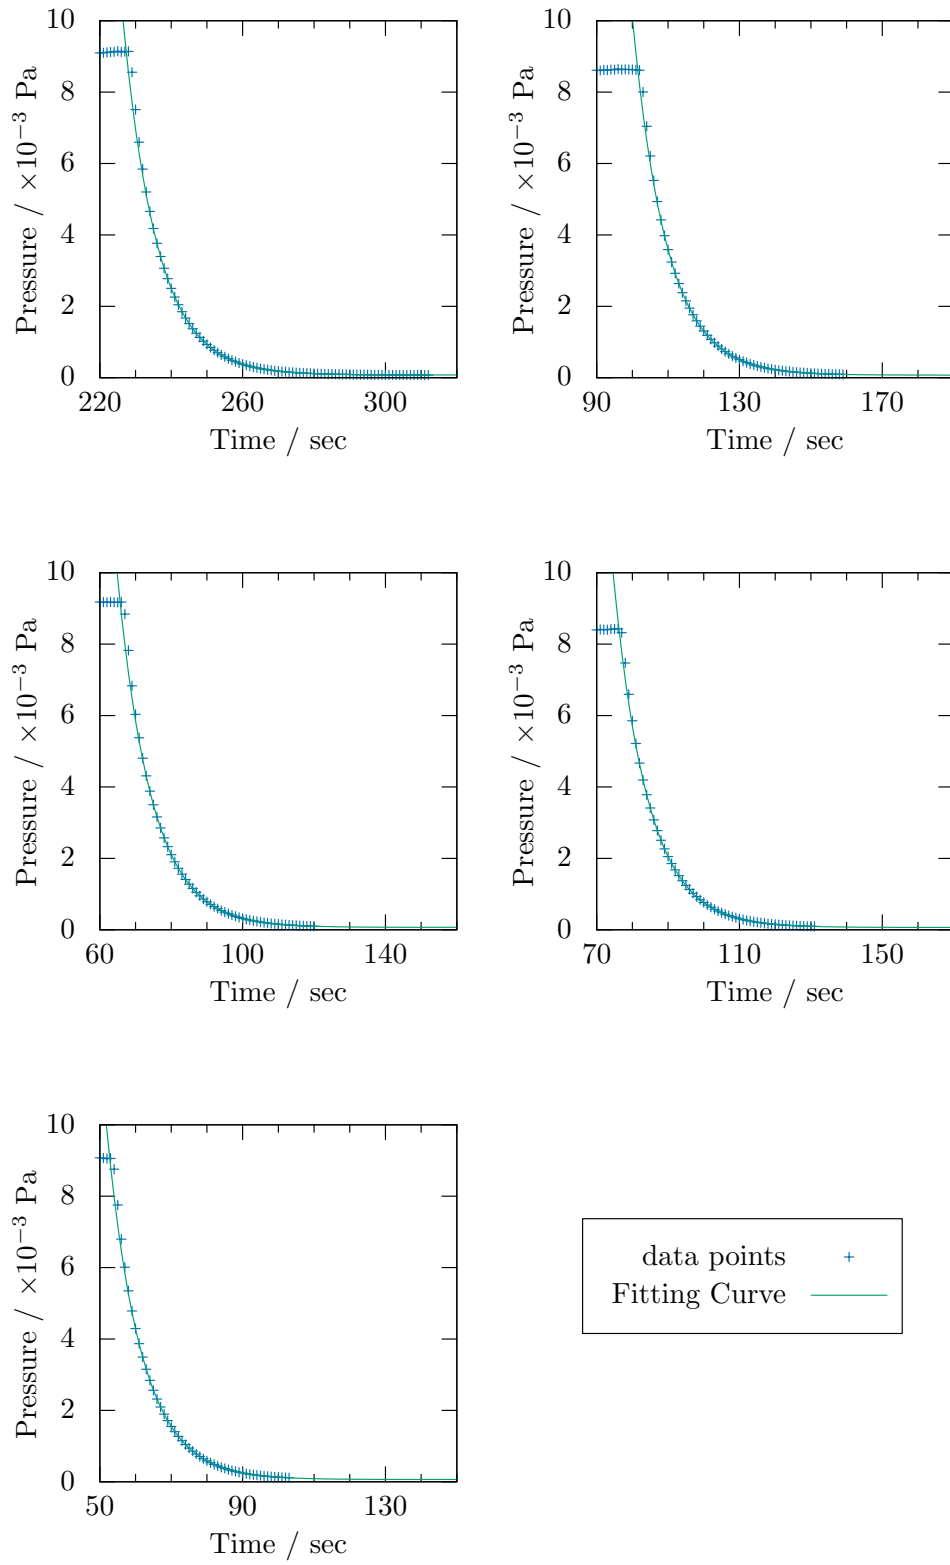 10
8
6
4
2
0
220 260 300
Time / sec
Pressure / ×10⁻³ Pa
10
8
6
4
2
0
90 130 170
Time / sec
Pressure / ×10⁻³ Pa
10
8
6
4
2
0
60 100 140
Time / sec
Pressure / ×10⁻³ Pa
10
8
6
4
2
0
70 110 150
Time / sec
Pressure / ×10⁻³ Pa
10
8
6
4
2
0
50 90 130
Time / sec
Pressure / ×10⁻³ Pa
data points
Fitting Curve